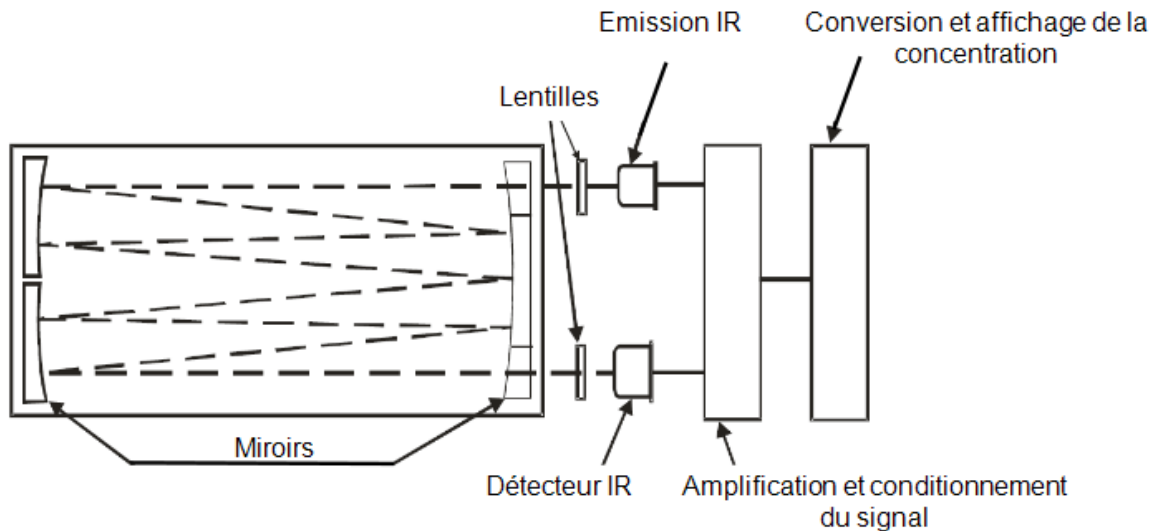 Emission IR
Conversion et affichage de la
concentration
Lentilles
Miroirs
Détecteur IR
Amplification et conditionnement
du signal